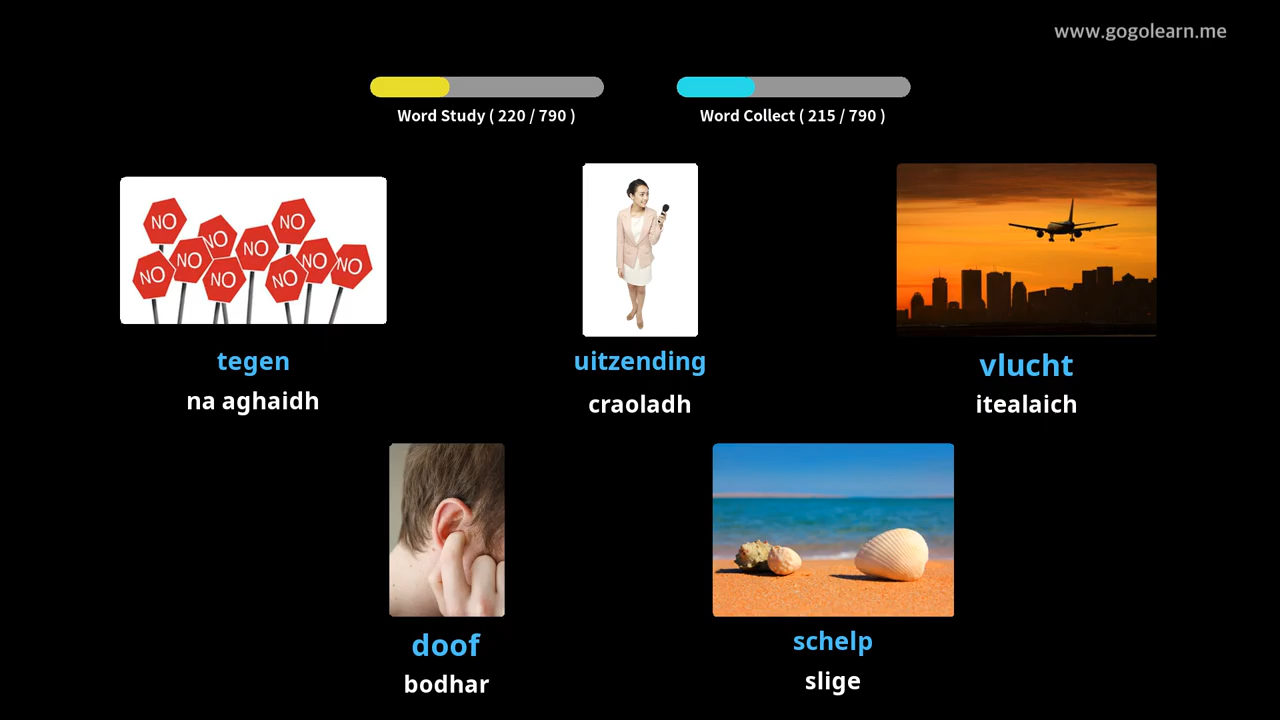 www.gogolearn.me
Word Study ( 220 / 790 )
Word Collect ( 215 / 790 )
NO
NO
NO
NO
NO
NO
NO
NO
NO
NO
tegen
na aghaidh
uitzending
craoladh
vlucht
itealaich
doof
bodhar
schelp
slige